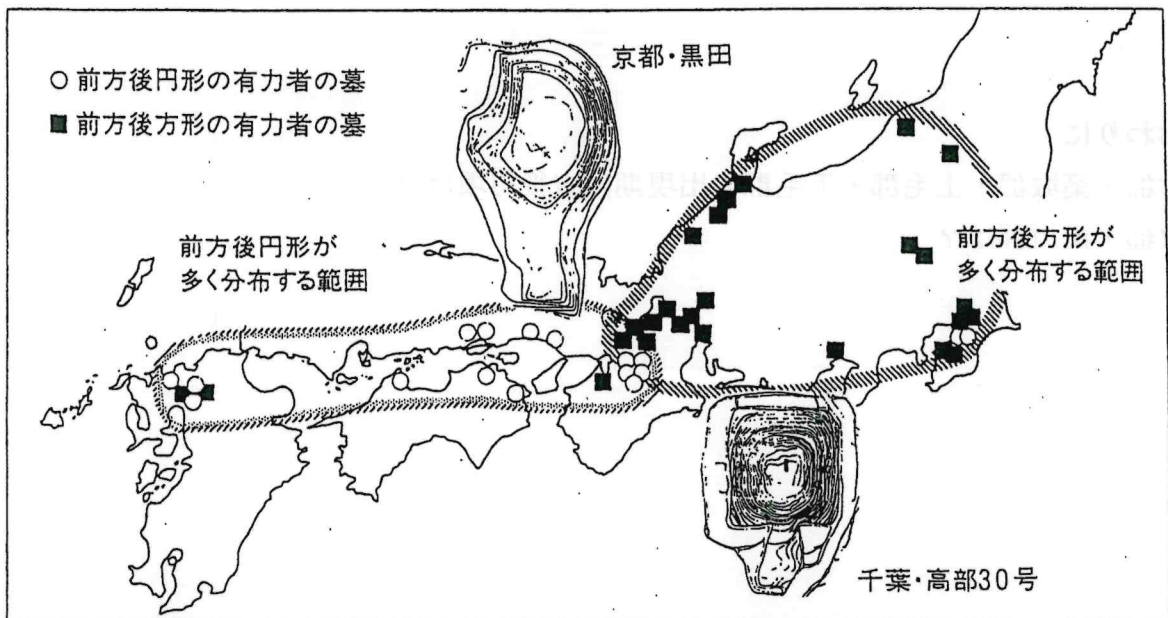 ○ 前方後円形の有力者の墓
■ 前方後方形の有力者の墓
京都・黒田
前方後円形が
多く分布する範囲
前方後方形が
多く分布する範囲
千葉・高部30号